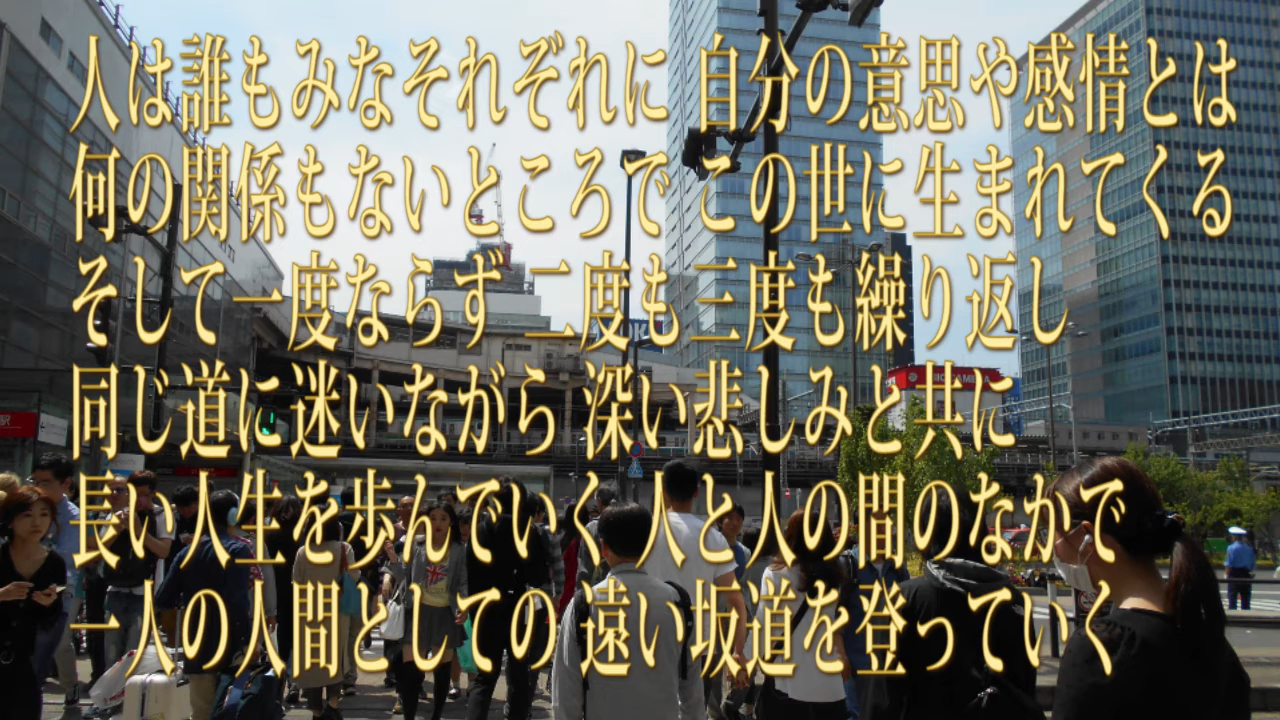 人は誰もみなそれぞれに 自分の意思や感情とは
何の関係もないところで この世に生まれてくる
そして一度ならず 二度も 三度も繰り返し
同じ道に迷いながら 深い悲しみと共に
長い人生を歩んでいく 人と人の間のなかで
一人の人間としての 遠い坂道を登っていく
駅